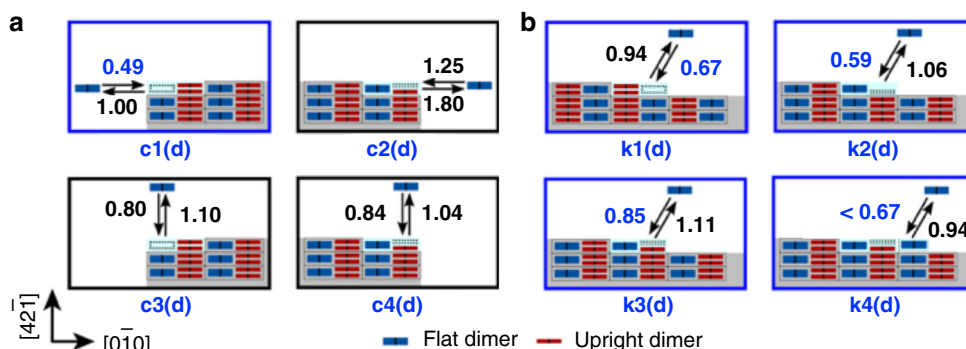 a
b
0.49
1.00
c1(d)
1.25
1.80
c2(d)
0.94
0.67
k1(d)
0.59
1.06
k2(d)
0.80
1.10
c3(d)
0.84
1.04
c4(d)
0.85
1.11
k3(d)
< 0.67
0.94
k4(d)
[42̄1̄]
[01̄0]
Flat dimer
Upright dimer